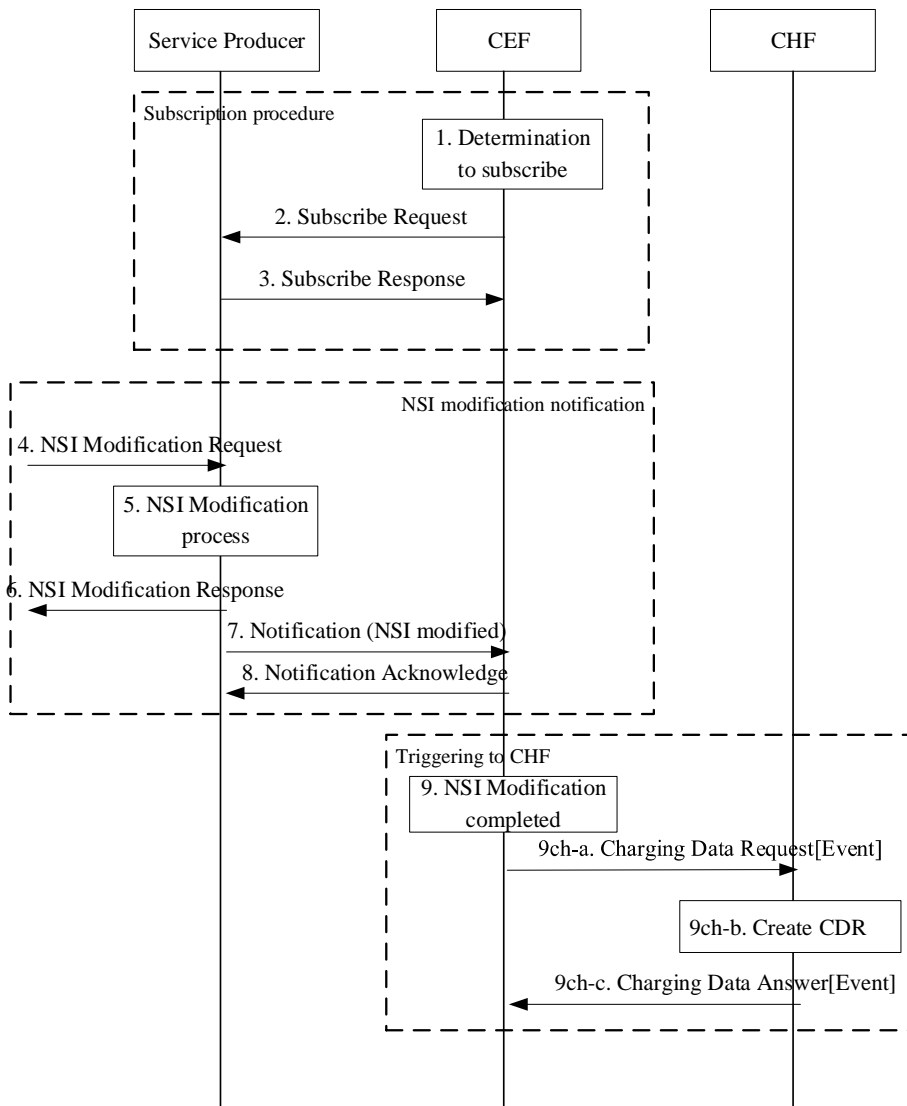 Service Producer
CEF
CHF
Subscription procedure
1. Determination
to subscribe
2. Subscribe Request
3. Subscribe Response
NSI modification notification
4. NSI Modification Request
5. NSI Modification
process
6. NSI Modification Response
7. Notification (NSI modified)
8. Notification Acknowledge
Triggering to CHF
9. NSI Modification
completed
9ch-a. Charging Data Request[Event]
9ch-b. Create CDR
9ch-c. Charging Data Answer[Event]